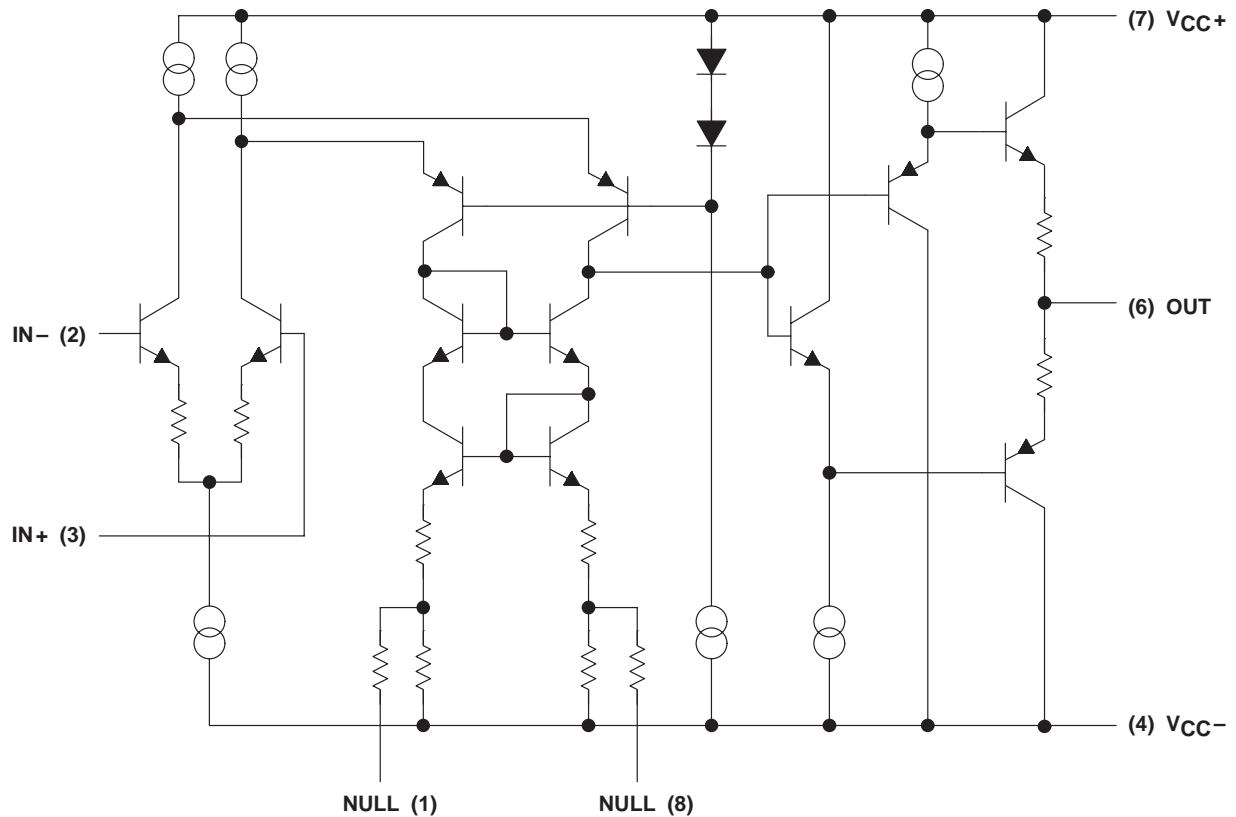 (7) VCC+
IN− (2)
(6) OUT
IN+ (3)
(4) VCC−
NULL (1)
NULL (8)